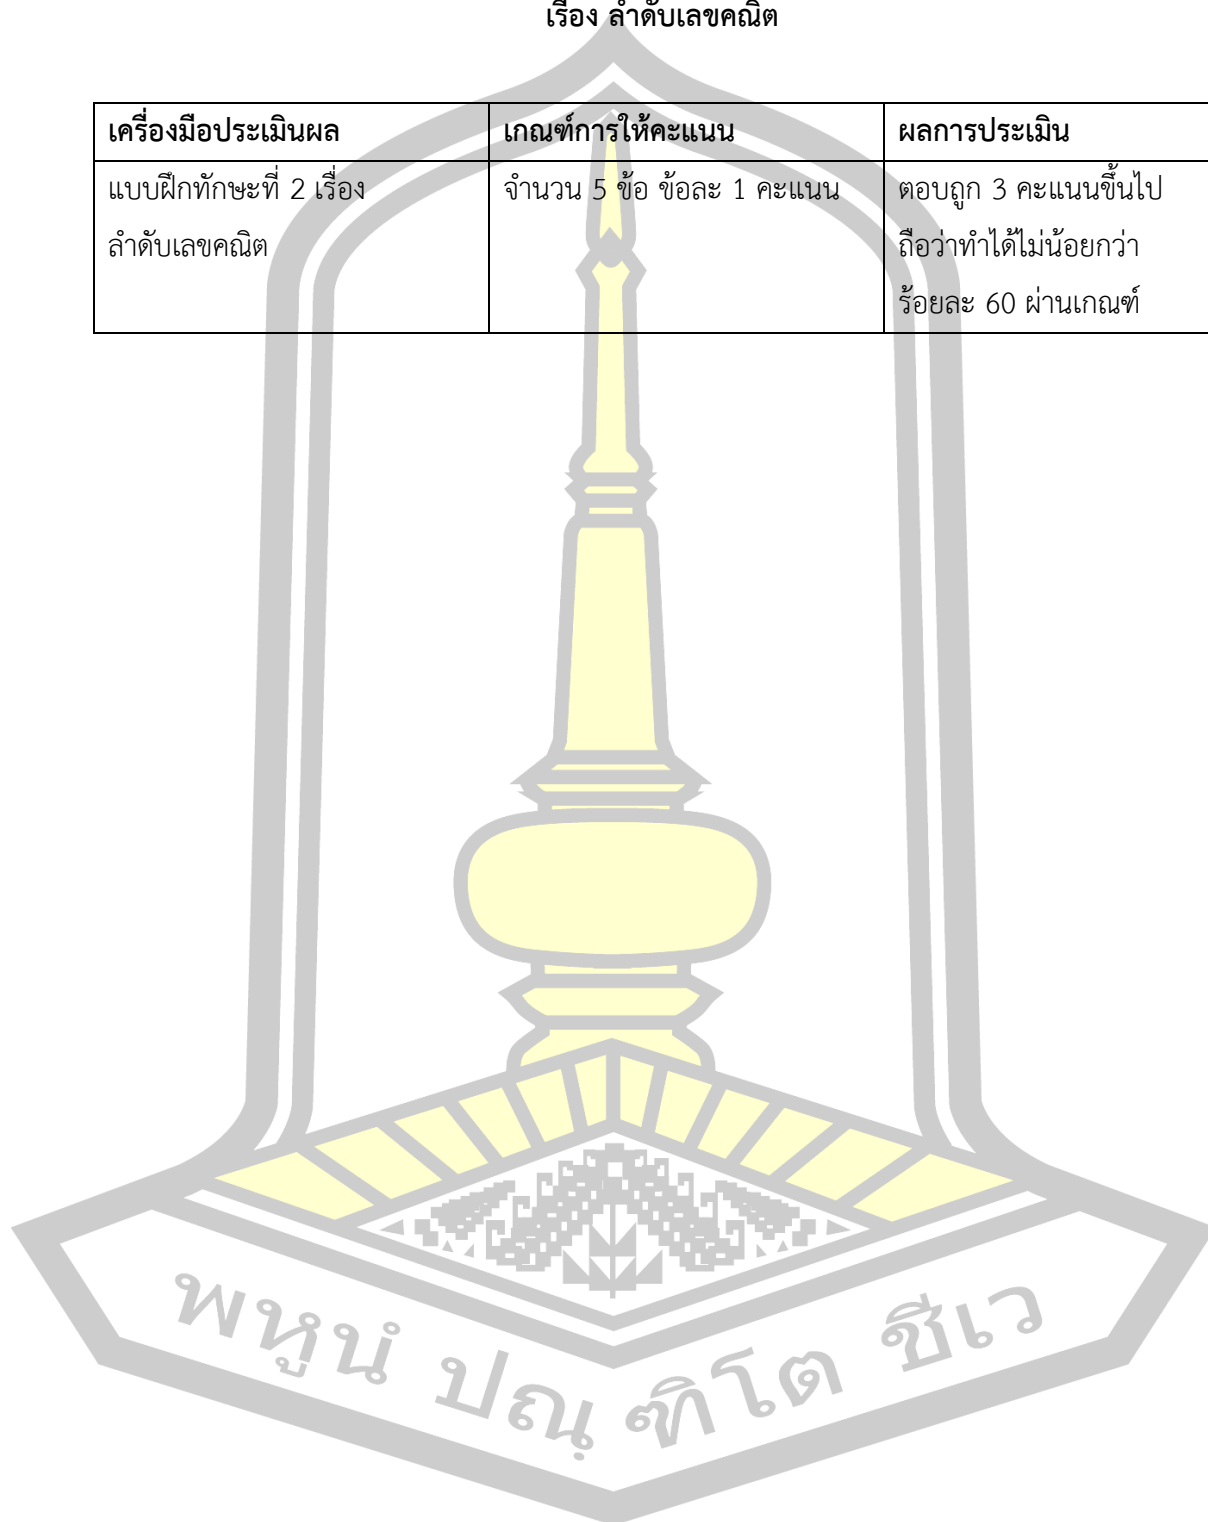 เรื่อง ลำดับเลขคณิต
เครื่องมือประเมินผล เกณฑ์การให้คะแนน ผลการประเมิน
แบบฝึกทักษะที่ 2 เรื่อง จำนวน 5 ข้อ ข้อละ 1 คะแนน ตอบถูก 3 คะแนนขึ้นไป
ลำดับเลขคณิต ถือว่าทำได้ไม่น้อยกว่า
ร้อยละ 60 ผ่านเกณฑ์
พหูนํ ปณฺฑิโต ชีเว